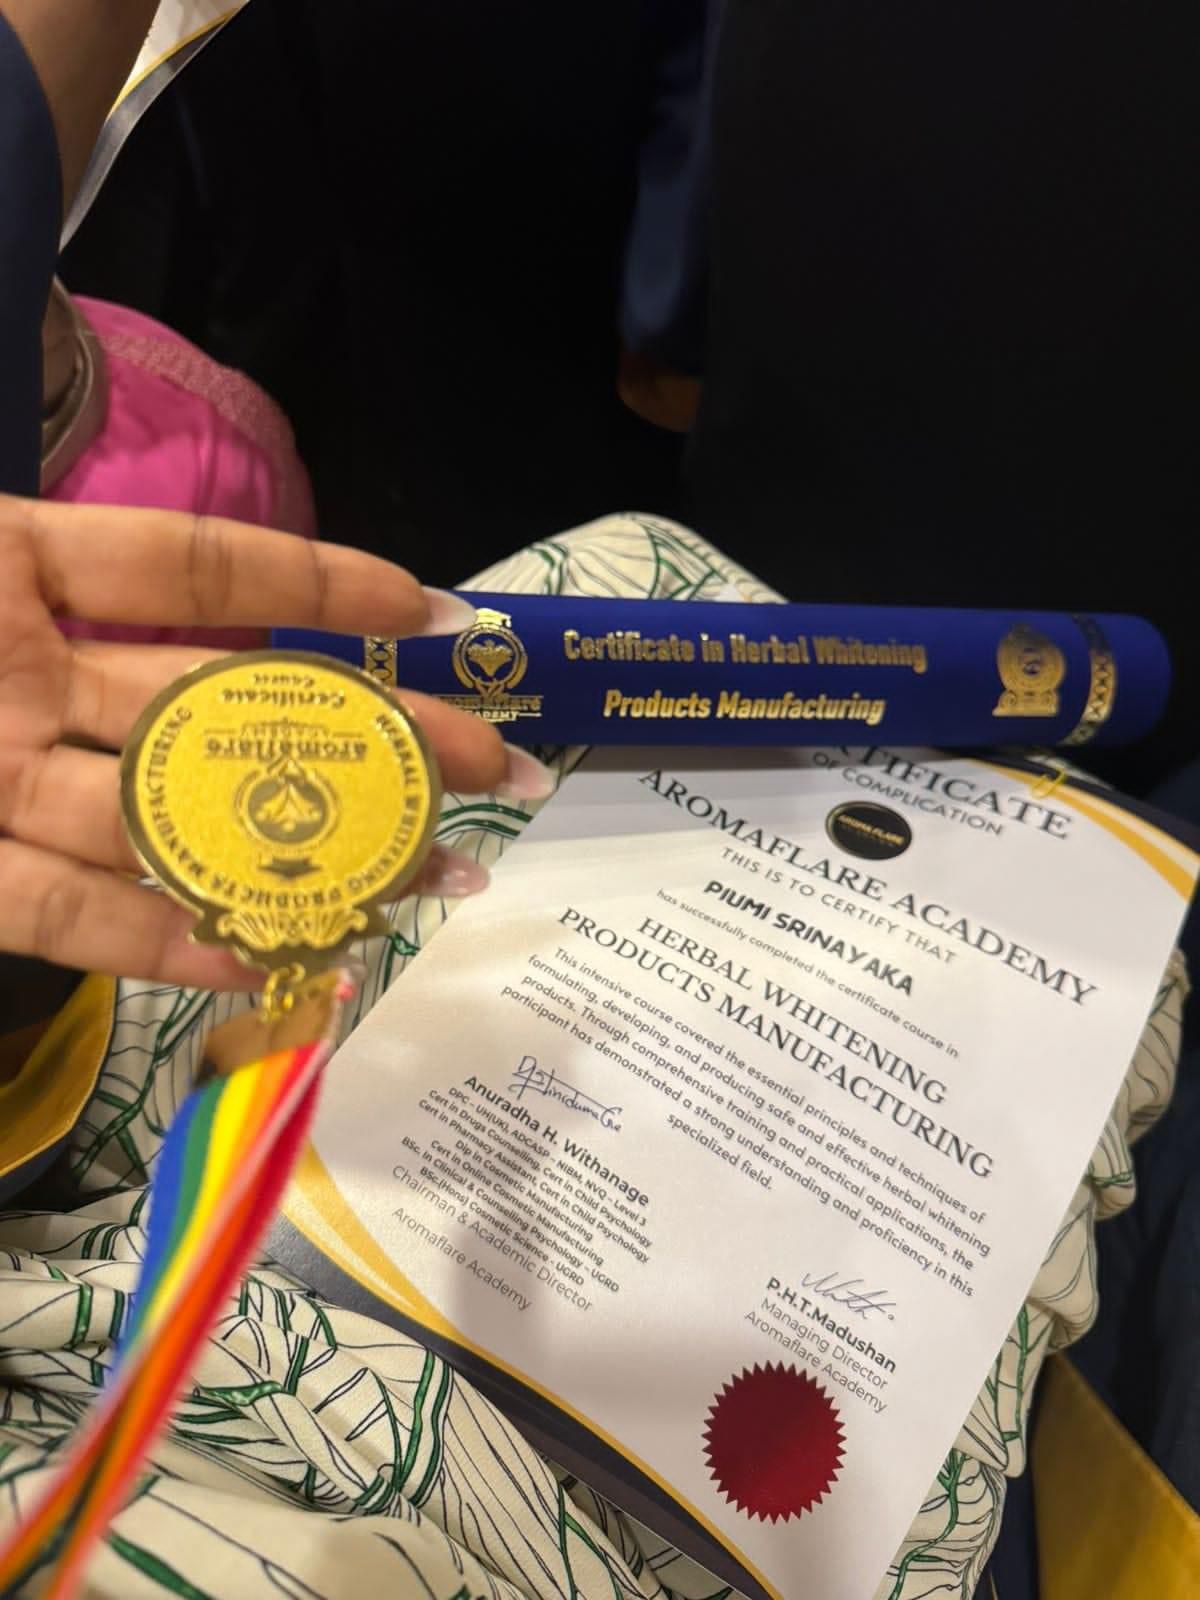 Certificate in Herbal Whitening
Products Manufacturing
aromaflare
ACADEMY
aromaflare
ACADEMY
Certificate
Course
HERBAL WHITENING PRODUCTS MANUFACTURING
OF COMPLICATION
AROMAFLARE ACADEMY
AROMA FLARE
THIS IS TO CERTIFY THAT
PIUMI SRINAYAKA
has successfully completed the certificate course in
HERBAL WHITENING
PRODUCTS MANUFACTURING
This intensive course covered the essential principles and techniques of
formulating, developing, and producing safe and effective herbal whitening
products. Through comprehensive training and practical applications, the
participant has demonstrated a strong understanding and proficiency in this
specialized field.
Anuradha H. Withanage
DPC - UH(UK), ADCASP - NIBM, NVQ - Level 3
Cert in Drugs Counselling, Cert in Child Psychology
Cert in Pharmacy Assistant, Cert in Child Psychology
Dip in Cosmetic Manufacturing
Cert in Online Cosmetic Manufacturing
BSc. in Clinical & Counselling Psychology - UGRD
BSc.(Hons) Cosmetic Science - UGRD
Chairman & Academic Director
Aromaflare Academy
P.H.T.Madushan
Managing Director
Aromaflare Academy